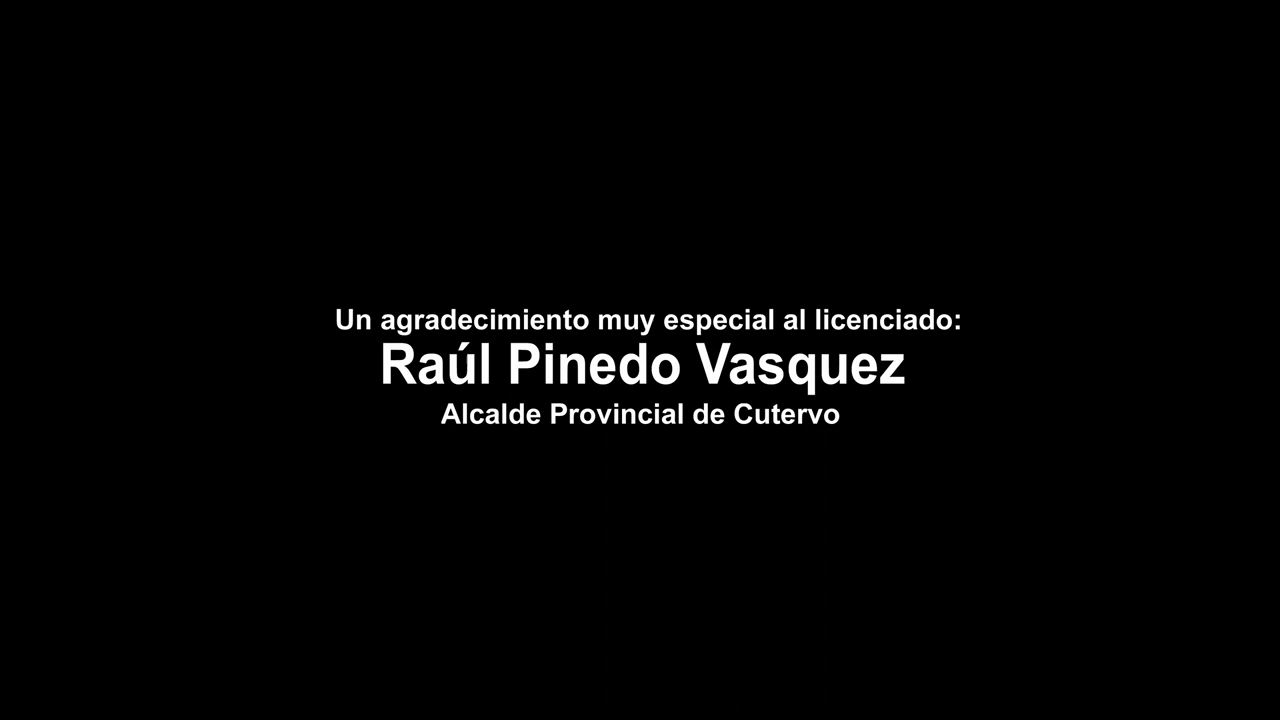 Un agradecimiento muy especial al licenciado:
Raúl Pinedo Vasquez
Alcalde Provincial de Cutervo